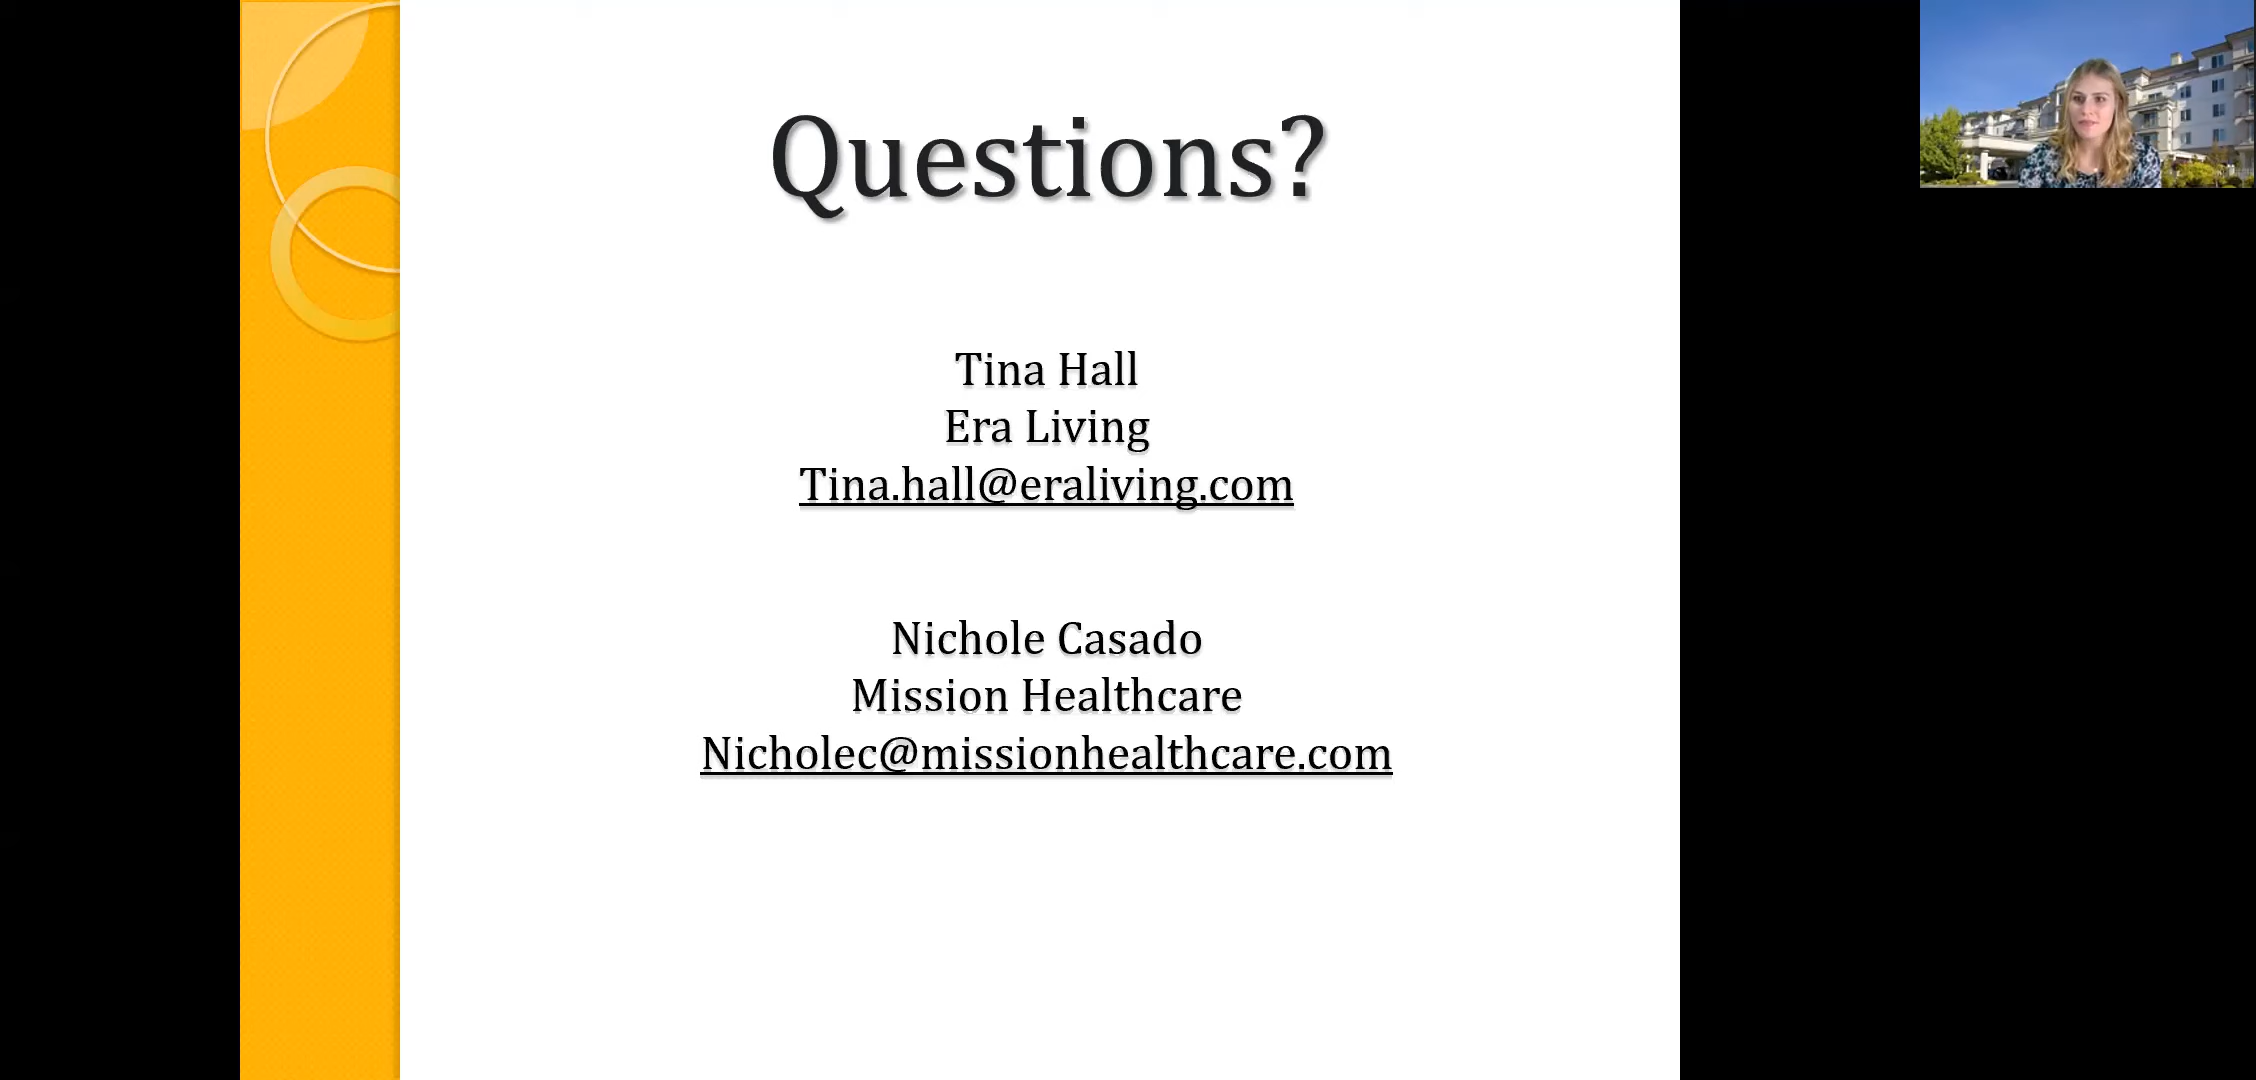 Questions?
Tina Hall
Era Living
Tina.hall@eraliving.com
Nichole Casado
Mission Healthcare
Nicholec@missionhealthcare.com